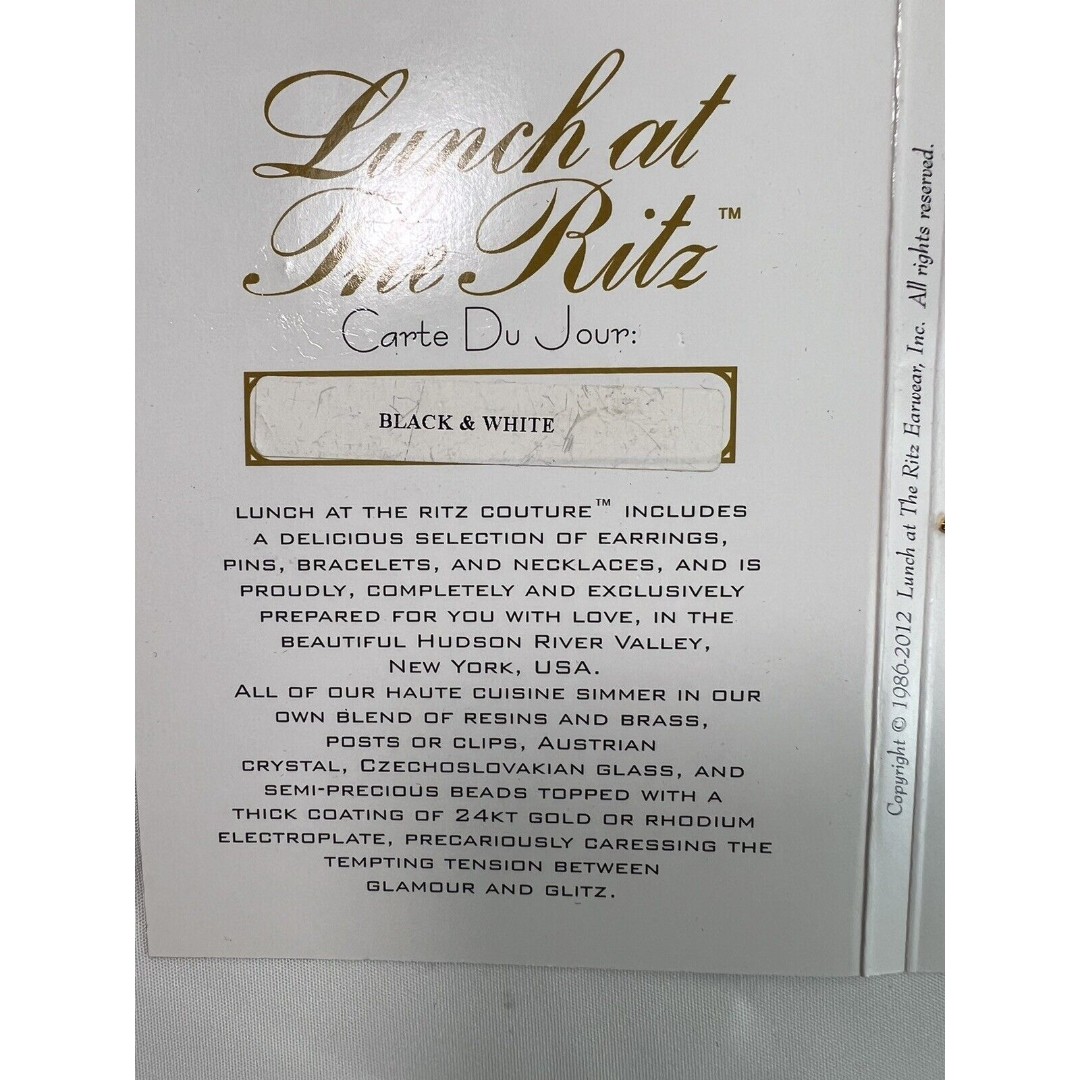 Lunch at
The Ritz™
Carte Du Jour:
BLACK & WHITE
LUNCH AT THE RITZ COUTURE™ INCLUDES
A DELICIOUS SELECTION OF EARRINGS,
PINS, BRACELETS, AND NECKLACES, AND IS
PROUDLY, COMPLETELY AND EXCLUSIVELY
PREPARED FOR YOU WITH LOVE, IN THE
BEAUTIFUL HUDSON RIVER VALLEY,
NEW YORK, USA.
ALL OF OUR HAUTE CUISINE SIMMER IN OUR
OWN BLEND OF RESINS AND BRASS,
POSTS OR CLIPS, AUSTRIAN
CRYSTAL, CZECHOSLOVAKIAN GLASS, AND
SEMI-PRECIOUS BEADS TOPPED WITH A
THICK COATING OF 24KT GOLD OR RHODIUM
ELECTROPLATE, PRECARIOUSLY CARESSING THE
TEMPTING TENSION BETWEEN
GLAMOUR AND GLITZ.
Copyright © 1986-2012 Lunch at The Ritz Earwear, Inc. All rights reserved.